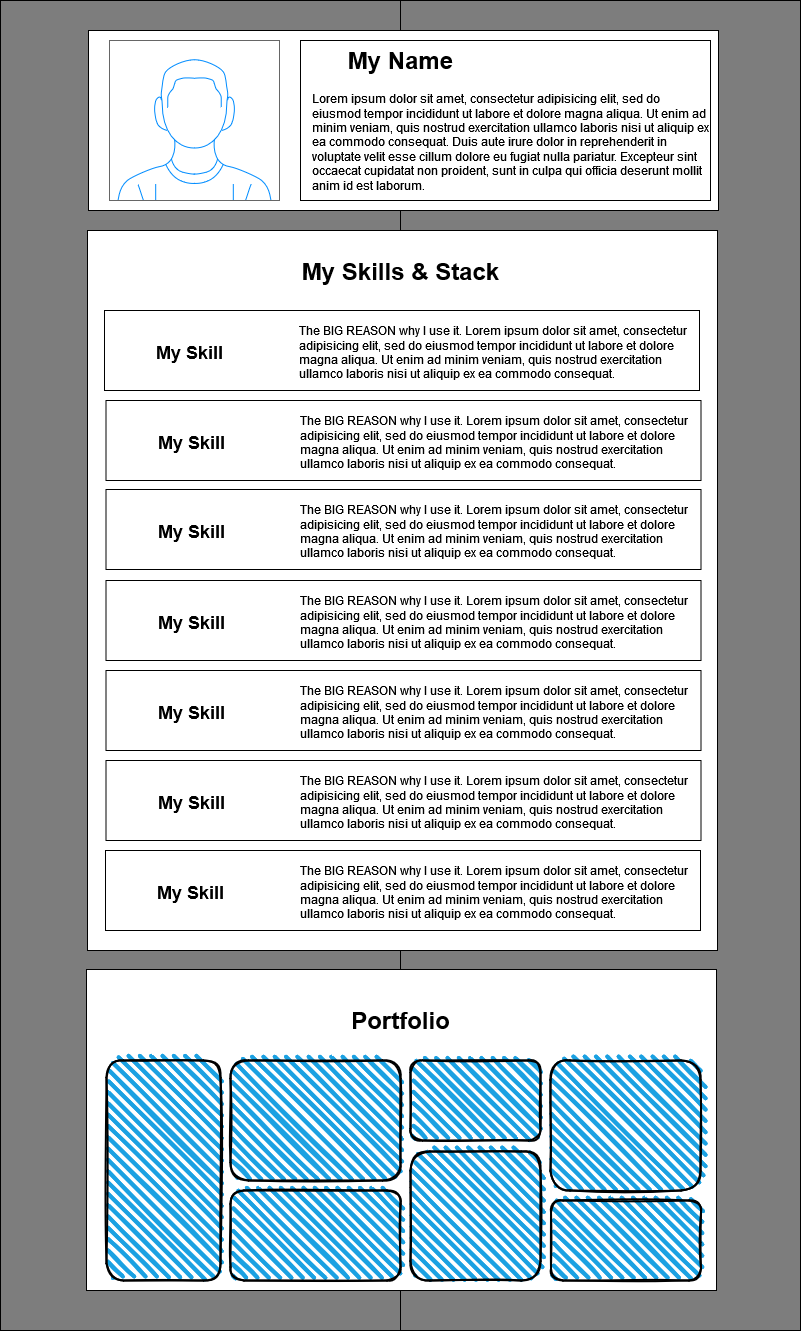 My Name
Lorem ipsum dolor sit amet, consectetur adipisicing elit, sed do
eiusmod tempor incididunt ut labore et dolore magna aliqua. Ut enim ad
minim veniam, quis nostrud exercitation ullamco laboris nisi ut aliquip ex
ea commodo consequat. Duis aute irure dolor in reprehenderit in
voluptate velit esse cillum dolore eu fugiat nulla pariatur. Excepteur sint
occaecat cupidatat non proident, sunt in culpa qui officia deserunt mollit
anim id est laborum.
My Skills & Stack
My Skill
The BIG REASON why I use it. Lorem ipsum dolor sit amet, consectetur
adipisicing elit, sed do eiusmod tempor incididunt ut labore et dolore
magna aliqua. Ut enim ad minim veniam, quis nostrud exercitation
ullamco laboris nisi ut aliquip ex ea commodo consequat.
My Skill
The BIG REASON why I use it. Lorem ipsum dolor sit amet, consectetur
adipisicing elit, sed do eiusmod tempor incididunt ut labore et dolore
magna aliqua. Ut enim ad minim veniam, quis nostrud exercitation
ullamco laboris nisi ut aliquip ex ea commodo consequat.
My Skill
The BIG REASON why I use it. Lorem ipsum dolor sit amet, consectetur
adipisicing elit, sed do eiusmod tempor incididunt ut labore et dolore
magna aliqua. Ut enim ad minim veniam, quis nostrud exercitation
ullamco laboris nisi ut aliquip ex ea commodo consequat.
My Skill
The BIG REASON why I use it. Lorem ipsum dolor sit amet, consectetur
adipisicing elit, sed do eiusmod tempor incididunt ut labore et dolore
magna aliqua. Ut enim ad minim veniam, quis nostrud exercitation
ullamco laboris nisi ut aliquip ex ea commodo consequat.
My Skill
The BIG REASON why I use it. Lorem ipsum dolor sit amet, consectetur
adipisicing elit, sed do eiusmod tempor incididunt ut labore et dolore
magna aliqua. Ut enim ad minim veniam, quis nostrud exercitation
ullamco laboris nisi ut aliquip ex ea commodo consequat.
My Skill
The BIG REASON why I use it. Lorem ipsum dolor sit amet, consectetur
adipisicing elit, sed do eiusmod tempor incididunt ut labore et dolore
magna aliqua. Ut enim ad minim veniam, quis nostrud exercitation
ullamco laboris nisi ut aliquip ex ea commodo consequat.
My Skill
The BIG REASON why I use it. Lorem ipsum dolor sit amet, consectetur
adipisicing elit, sed do eiusmod tempor incididunt ut labore et dolore
magna aliqua. Ut enim ad minim veniam, quis nostrud exercitation
ullamco laboris nisi ut aliquip ex ea commodo consequat.
Portfolio